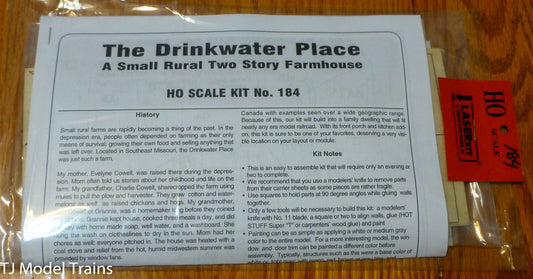 The Drinkwater Place
A Small Rural Two Story Farmhouse
HO SCALE KIT No. 184
History
Small rural farms are rapidly becoming a thing of the past. In the
depression era, people often depended on farming as their only
means of survival; growing their own food and selling anything that
was left over. Located in Southeast Missouri, the Drinkwater Place
was just such a farm.
My mother, Evelyne Cowell, was raised there during the depres-
sion. Mom often told us stories about her childhood and life on the
farm. My grandfather, Charlie Cowell, sharecropped the farm using
mules to pull the plow and harvester. They grew cotton and water-
melons as well as raised chickens and hogs. My grandmother,
or Grannie, was a homemaker long before they coined
Grannie kept house, cooked three meals a day, and did
with home made soap, well water, and a washboard. She
hung the wash on clotheslines to dry in the sun. Mom had her
chores as well; everyone pitched in. The house was heated with a
coal stove and relief from the hot, humid midwestern summer was
provided by window fans.
Canada with examples seen over a wide geographic range.
Because of this, our kit will build into a family dwelling that will fit
nearly any era model railroad. With its front porch and kitchen add-
on, this kit is sure to be one of your favorites, deserving a very vis-
ible location on your layout or module.
Kit Notes
• This is an easy to assemble kit that will require only an evening or
two to complete.
• We recommend that you use a modelers' knife to remove parts
from their carrier sheets as some pieces are rather fragile.
• Use squares to hold parts at 90 degree angles while gluing walls
together.
• Only a few tools will be necessary to build this kit: a modelers'
knife with No. 11 blade, a square or two to align walls, glue (HOT
STUFF Super "T" or carpenters' wood glue) and paint
• Painting can be as simple as applying a white or medium gray
color to the entire model. For a more interesting model, the win-
dow and door trim can be painted a different color before
assembly. Typically, structures such as this were a base color of
HO
SCALE
LASERKIT
184
TJ Model Trains